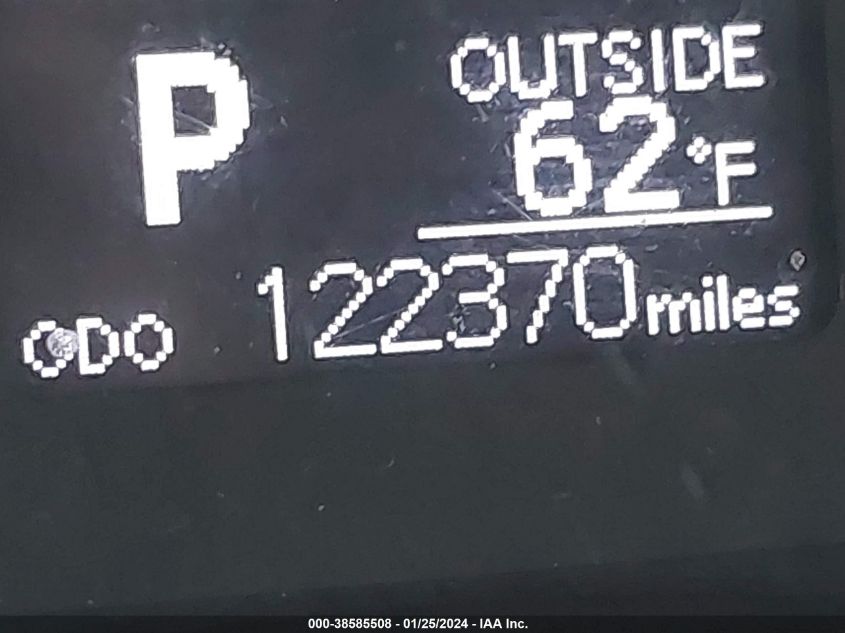 P
OUTSIDE
62°F
ODO 122370 miles
000-38585508 - 01/25/2024 - IAA Inc.